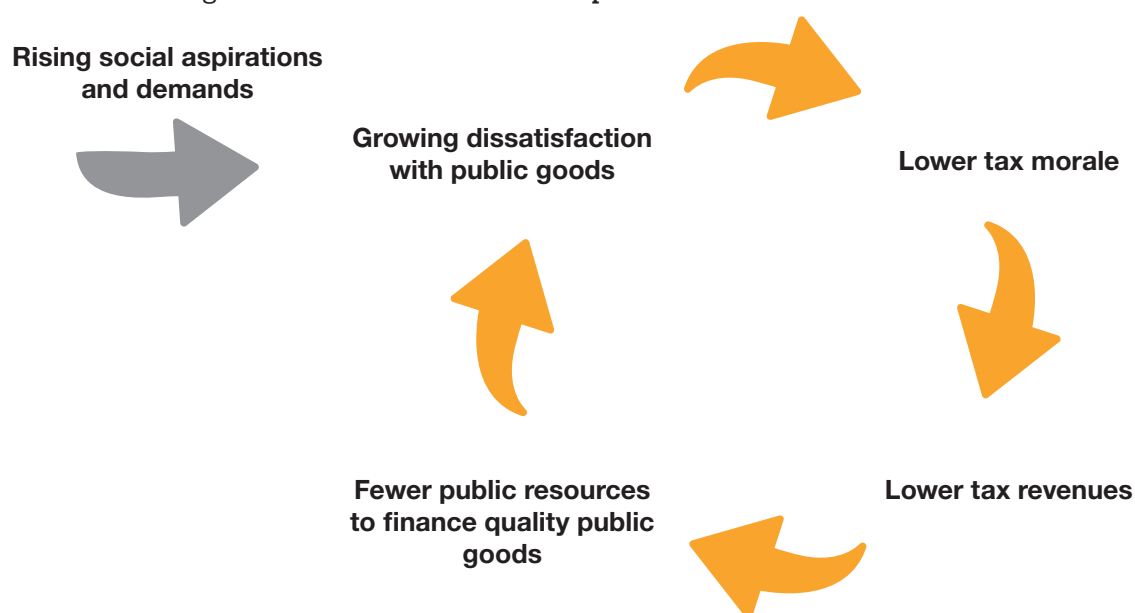 Rising social aspirations
and demands
Growing dissatisfaction
with public goods
Lower tax morale
Fewer public resources
to finance quality public
goods
Lower tax revenues